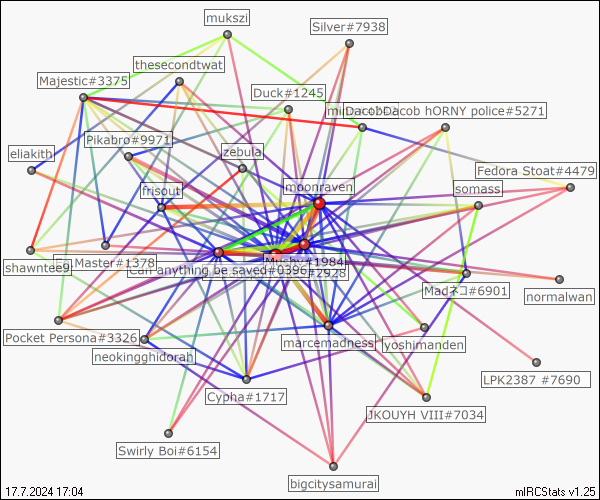 mukszi
Silver#7938
thesecondtwat
Majestic#3375
Duck#1245
hORNY police#5271
Pikabro#9971
eliakith
zebula
Fedora Stoat#4479
moonraven
somass
frisout
Mushy#1984
shawntee9
Master#1378
Can anything be saved#0396
#2928
Madネコ#6901
normalwan
Pocket Persona#3326
neokingghidorah
marcemadness
yoshimanden
LPK2387 #7690
Cypha#1717
JKOUYH VIII#7034
Swirly Boi#6154
bigcitysamurai
17.7.2024 17:04
mIRCStats v1.25